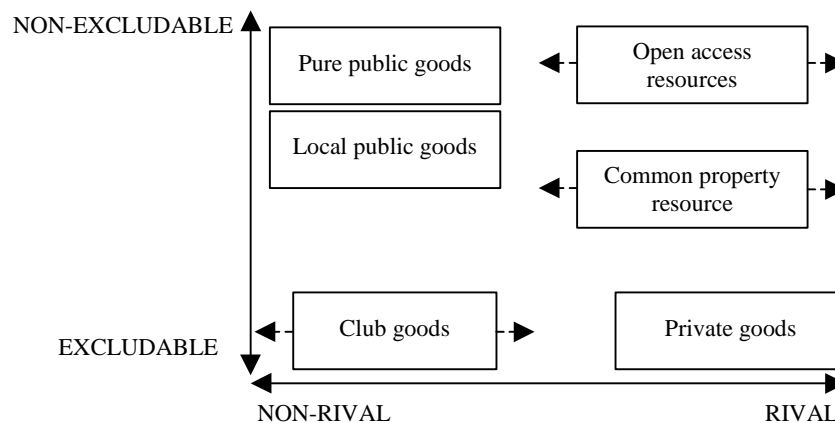 NON-EXCLUDABLE
Pure public goods
Open access
resources
Local public goods
Common property
resource
Club goods
Private goods
EXCLUDABLE
NON-RIVAL
RIVAL